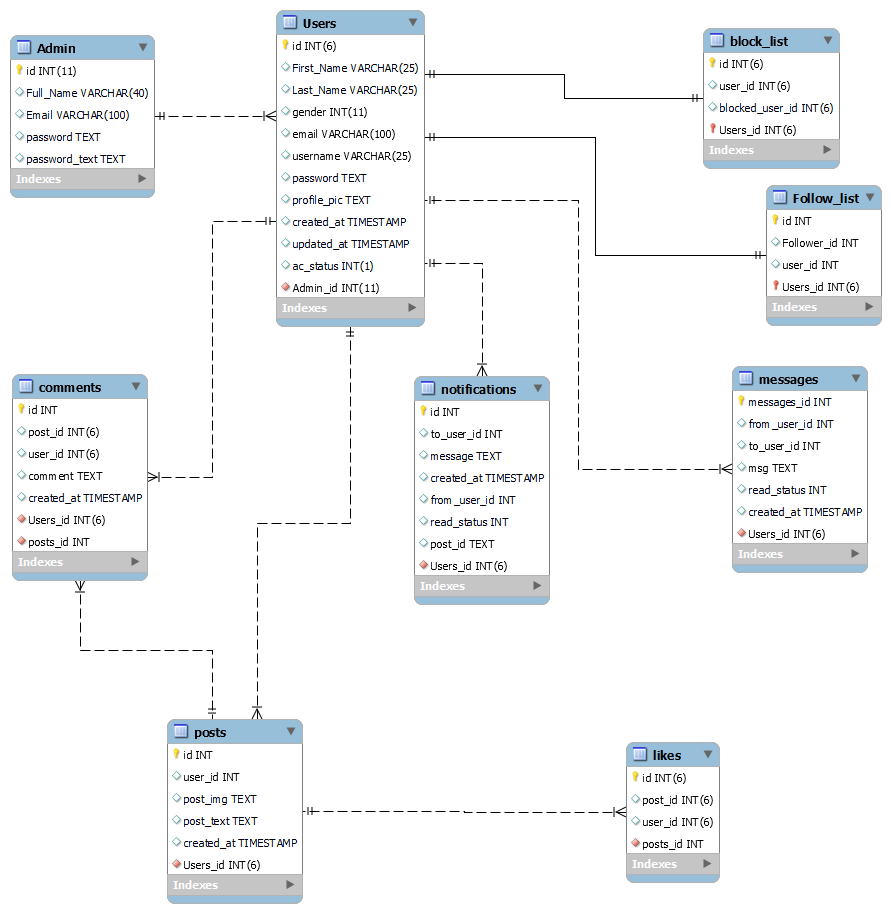 Admin
id INT(11)
Full_Name VARCHAR(40)
Email VARCHAR(100)
password TEXT
password_text TEXT
Indexes
Users
id INT(6)
First_Name VARCHAR(25)
Last_Name VARCHAR(25)
gender INT(11)
email VARCHAR(100)
username VARCHAR(25)
password TEXT
profile_pic TEXT
created_at TIMESTAMP
updated_at TIMESTAMP
ac_status INT(1)
Admin_id INT(11)
Indexes
block_list
id INT(6)
user_id INT(6)
blocked_user_id INT(6)
Users_id INT(6)
Indexes
Follow_list
id INT
Follower_id INT
user_id INT
Users_id INT(6)
Indexes
comments
id INT
post_id INT(6)
user_id INT(6)
comment TEXT
created_at TIMESTAMP
Users_id INT(6)
posts_id INT
Indexes
notifications
id INT
to_user_id INT
message TEXT
created_at TIMESTAMP
from_user_id INT
read_status INT
post_id TEXT
Users_id INT(6)
Indexes
messages
messages_id INT
from_user_id INT
to_user_id INT
msg TEXT
read_status INT
created_at TIMESTAMP
Users_id INT(6)
Indexes
posts
id INT
user_id INT
post_img TEXT
post_text TEXT
created_at TIMESTAMP
Users_id INT(6)
Indexes
likes
id INT(6)
post_id INT(6)
user_id INT(6)
posts_id INT
Indexes